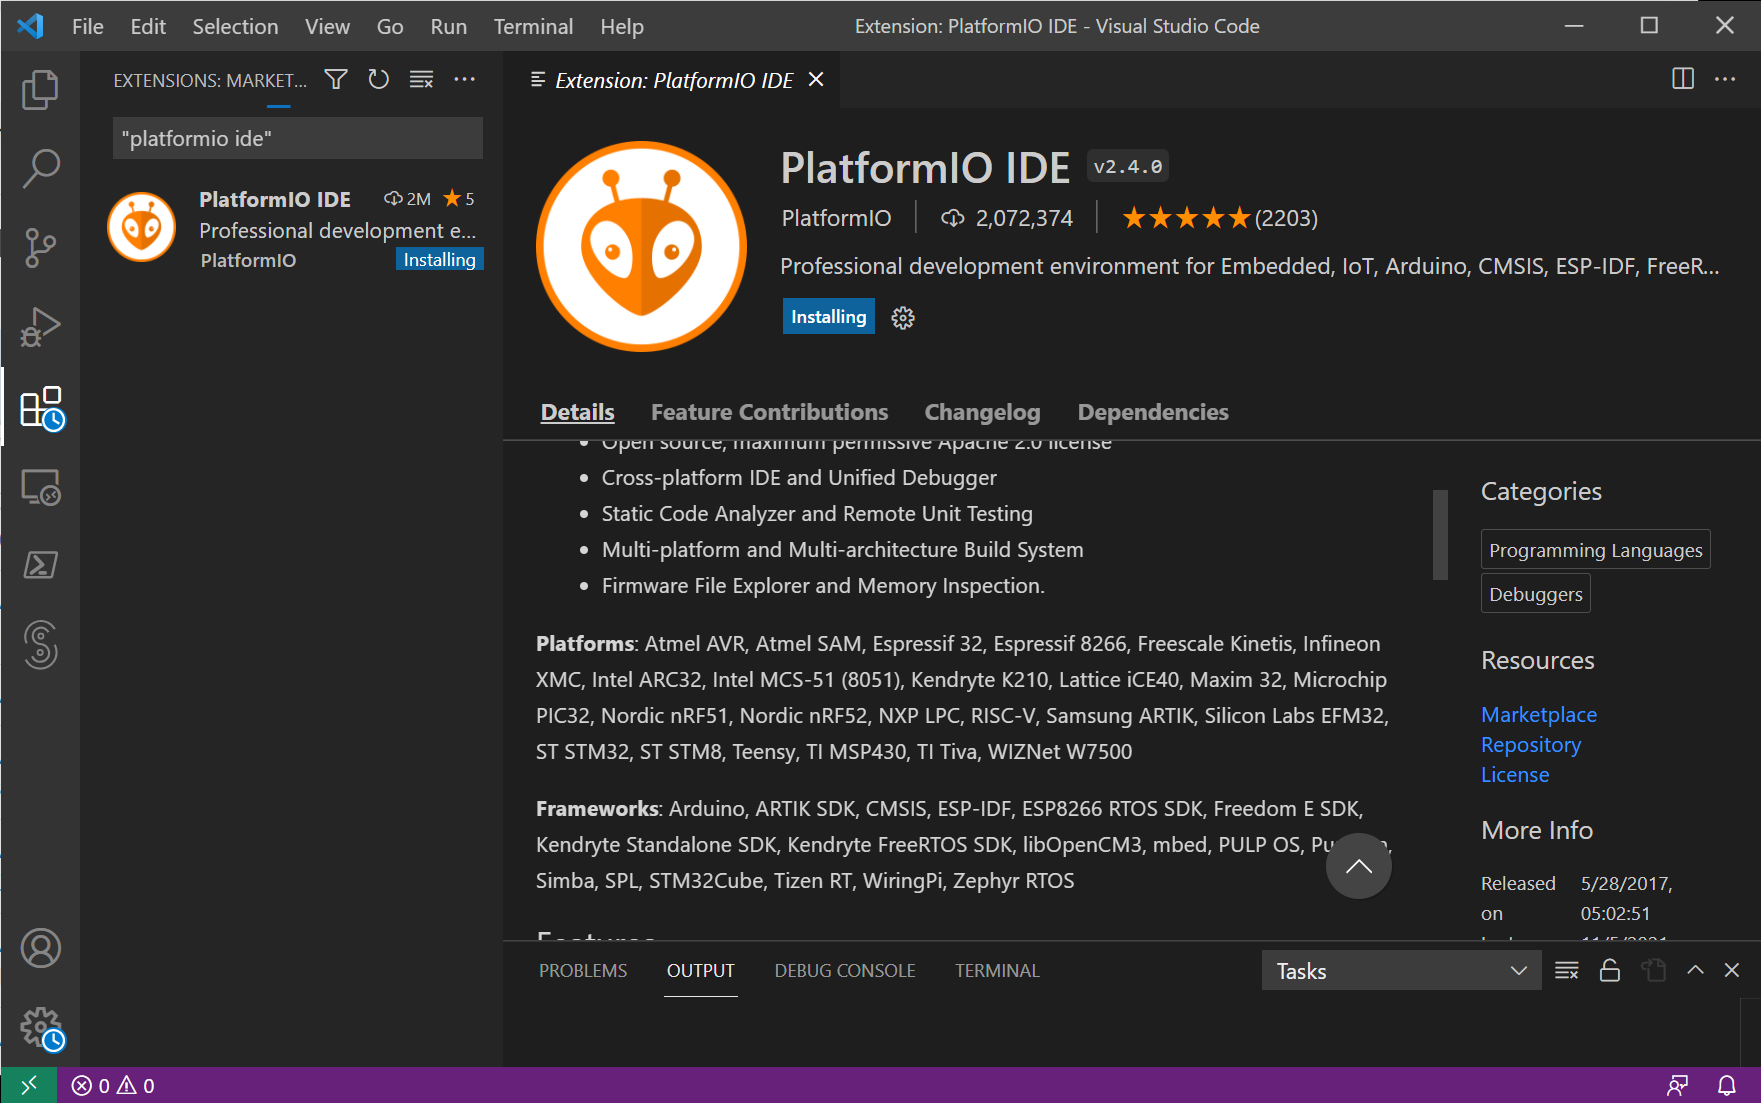 File Edit Selection View Go Run Terminal Help
Extension: PlatformIO IDE - Visual Studio Code
EXTENSIONS: MARKET...
"platformio ide"
PlatformIO IDE 2M 5
Professional development e...
PlatformIO Installing
Extension: PlatformIO IDE
PlatformIO IDE v2.4.0
PlatformIO 2,072,374 (2203)
Professional development environment for Embedded, IoT, Arduino, CMSIS, ESP-IDF, FreeR...
Installing
Details Feature Contributions Changelog Dependencies
Open source, maximum permissive Apache 2.0 license
Cross-platform IDE and Unified Debugger
Static Code Analyzer and Remote Unit Testing
Multi-platform and Multi-architecture Build System
Firmware File Explorer and Memory Inspection.
Platforms: Atmel AVR, Atmel SAM, Espressif 32, Espressif 8266, Freescale Kinetis, Infineon
XMC, Intel ARC32, Intel MCS-51 (8051), Kendryte K210, Lattice iCE40, Maxim 32, Microchip
PIC32, Nordic nRF51, Nordic nRF52, NXP LPC, RISC-V, Samsung ARTIK, Silicon Labs EFM32,
ST STM32, ST STM8, Teensy, TI MSP430, TI Tiva, WIZNet W7500
Frameworks: Arduino, ARTIK SDK, CMSIS, ESP-IDF, ESP8266 RTOS SDK, Freedom E SDK,
Kendryte Standalone SDK, Kendryte FreeRTOS SDK, libOpenCM3, mbed, PULP OS,
Simba, SPL, STM32Cube, Tizen RT, WiringPi, Zephyr RTOS
Features
Categories
Programming Languages
Debuggers
Resources
Marketplace
Repository
License
More Info
Released 5/28/2017,
on 05:02:51
PROBLEMS OUTPUT DEBUG CONSOLE TERMINAL
Tasks
0 0